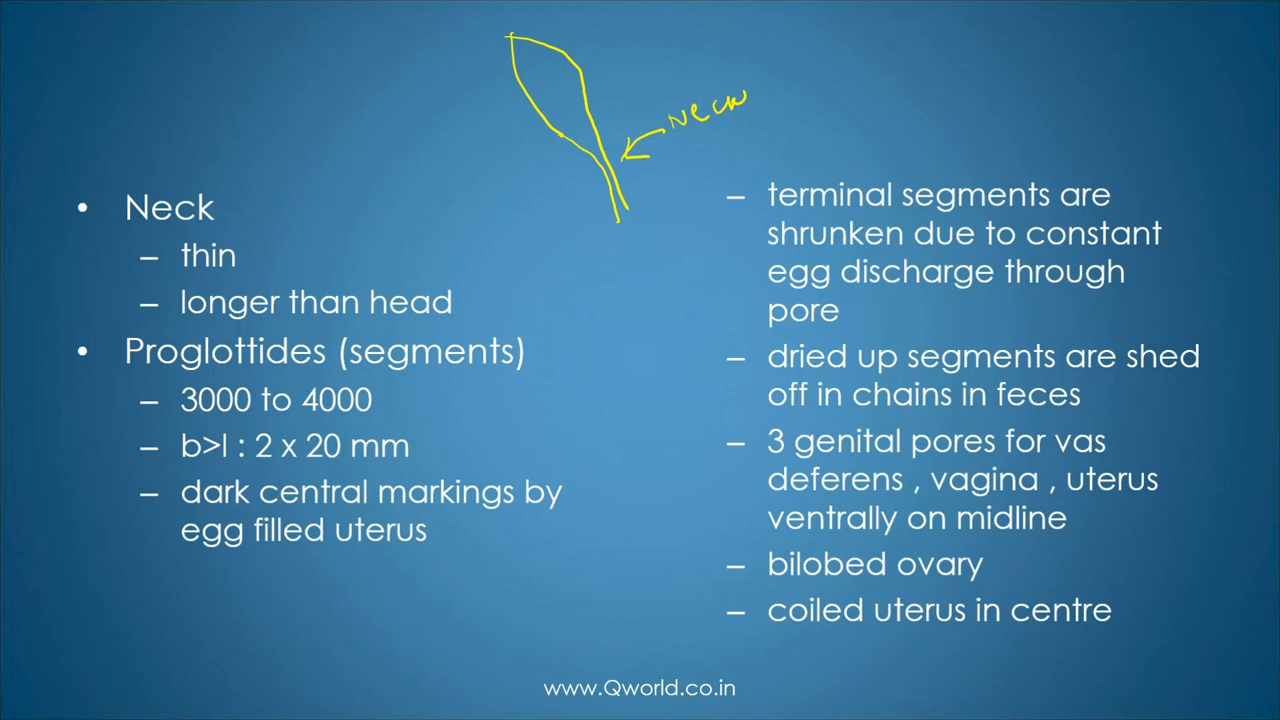 Neck
• Neck
– thin
– longer than head
• Proglottides (segments)
– 3000 to 4000
– b>l : 2 x 20 mm
– dark central markings by
egg filled uterus
– terminal segments are
shrunken due to constant
egg discharge through
pore
– dried up segments are shed
off in chains in feces
– 3 genital pores for vas
deferens , vagina , uterus
ventrally on midline
– bilobed ovary
– coiled uterus in centre
www.Qworld.co.in